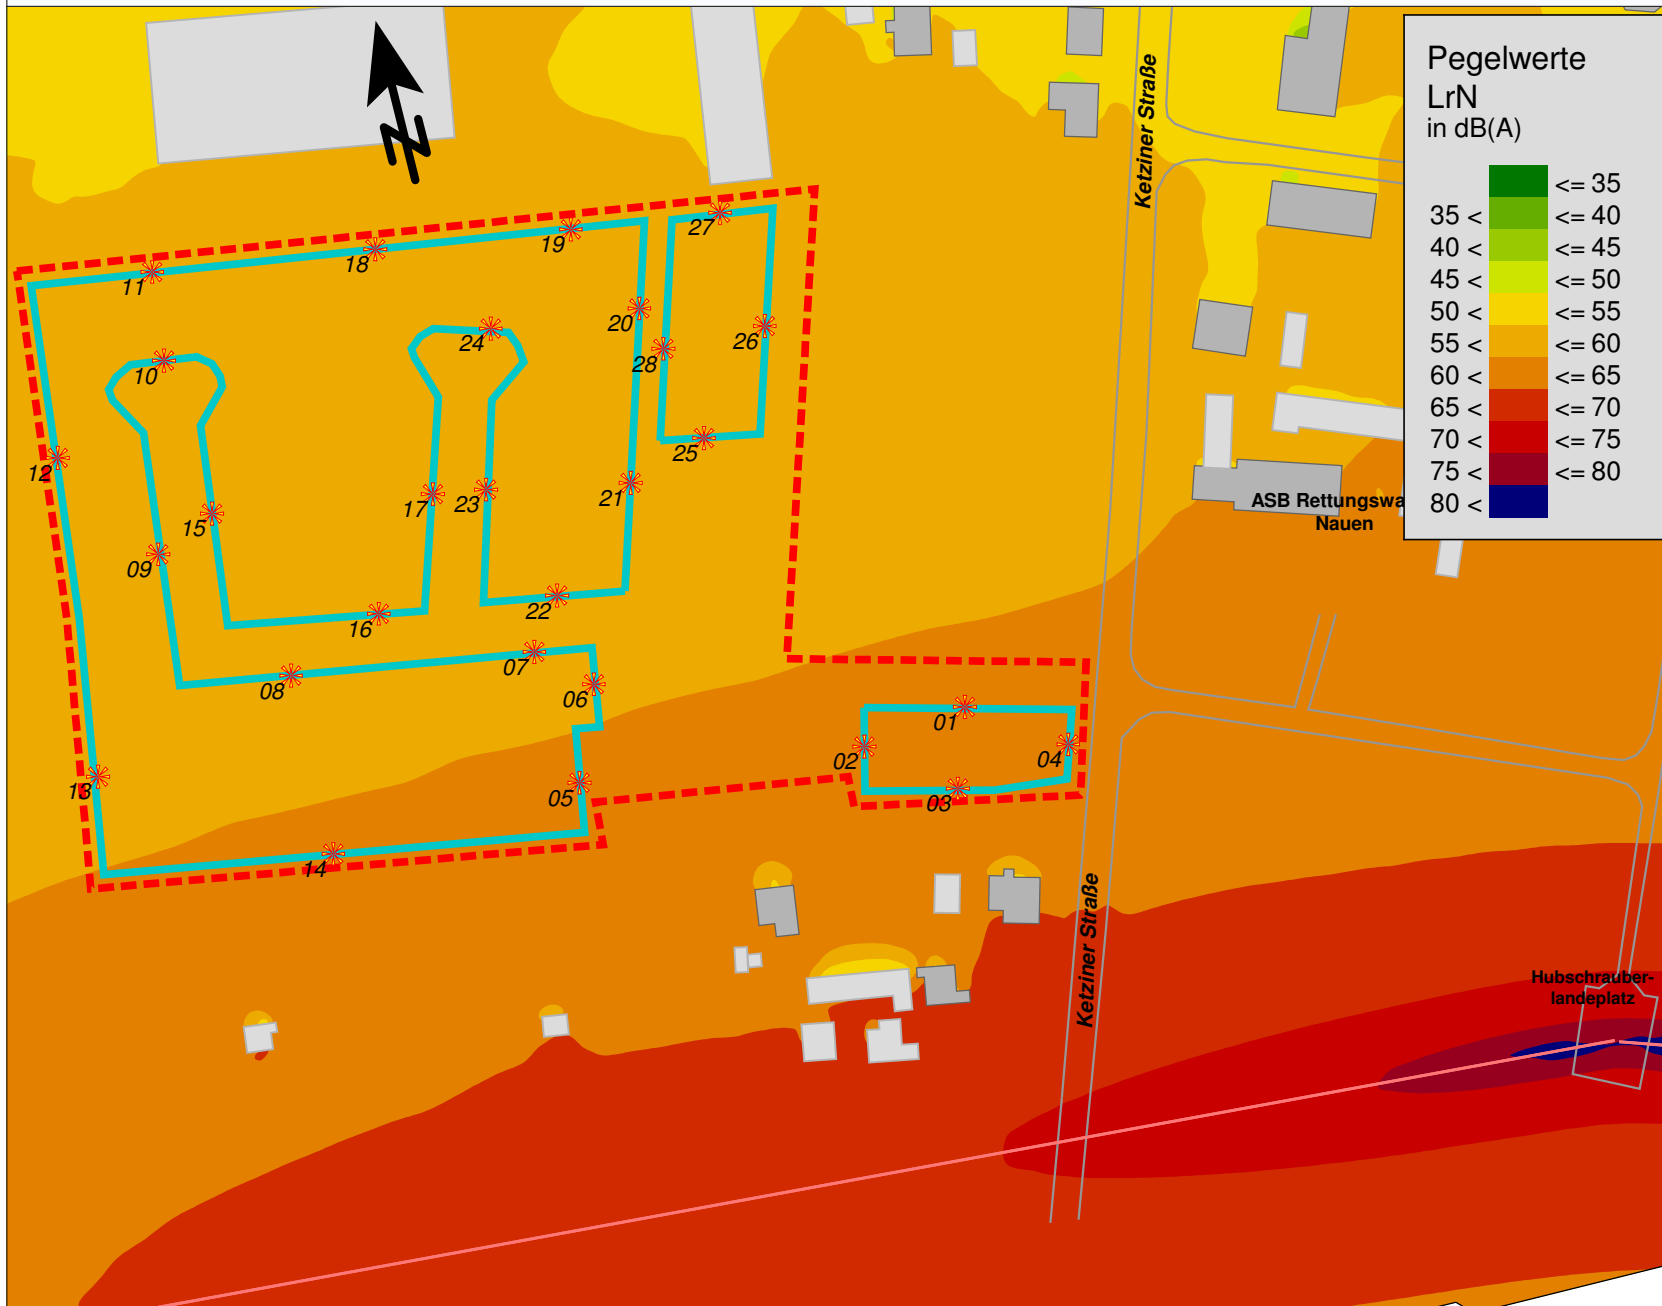 Pegelwerte
LrN
in dB(A)
<= 35
35 < <= 40
40 < <= 45
45 < <= 50
50 < <= 55
55 < <= 60
60 < <= 65
65 < <= 70
70 < <= 75
75 < <= 80
80 <
Ketziner Straße
27
19
18
11
20
26
28
24
10
25
12
21
17
23
15
ASB Rettungswa
Nauen
09
22
16
07
08
06
01
02
04
13
05
03
14
Ketziner Straße
Hubschrauber-
landeplatz